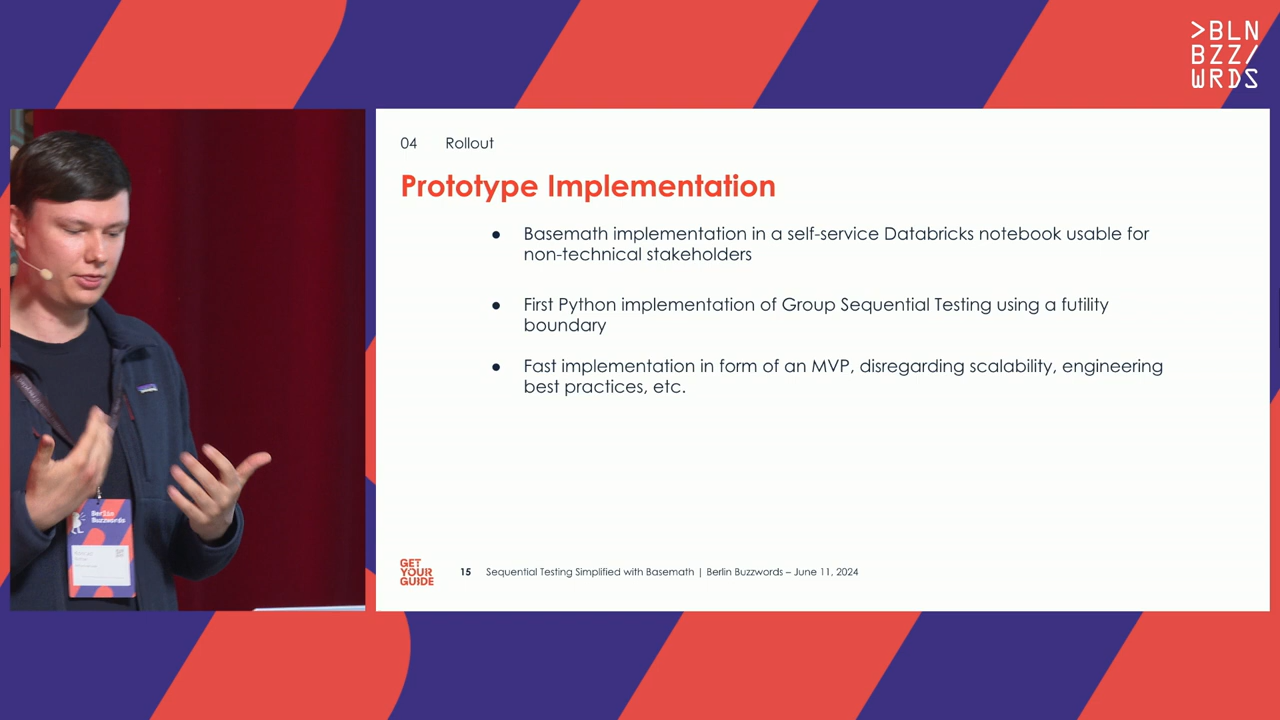 >BLN
BZZ/
WRDS
04 Rollout
Prototype Implementation
● Basemath implementation in a self-service Databricks notebook usable for
non-technical stakeholders
● First Python implementation of Group Sequential Testing using a futility
boundary
● Fast implementation in form of an MVP, disregarding scalability, engineering
best practices, etc.
GET
YOUR
GUIDE
15 Sequential Testing Simplified with Basemath | Berlin Buzzwords – June 11, 2024
Berlin
Buzzwords